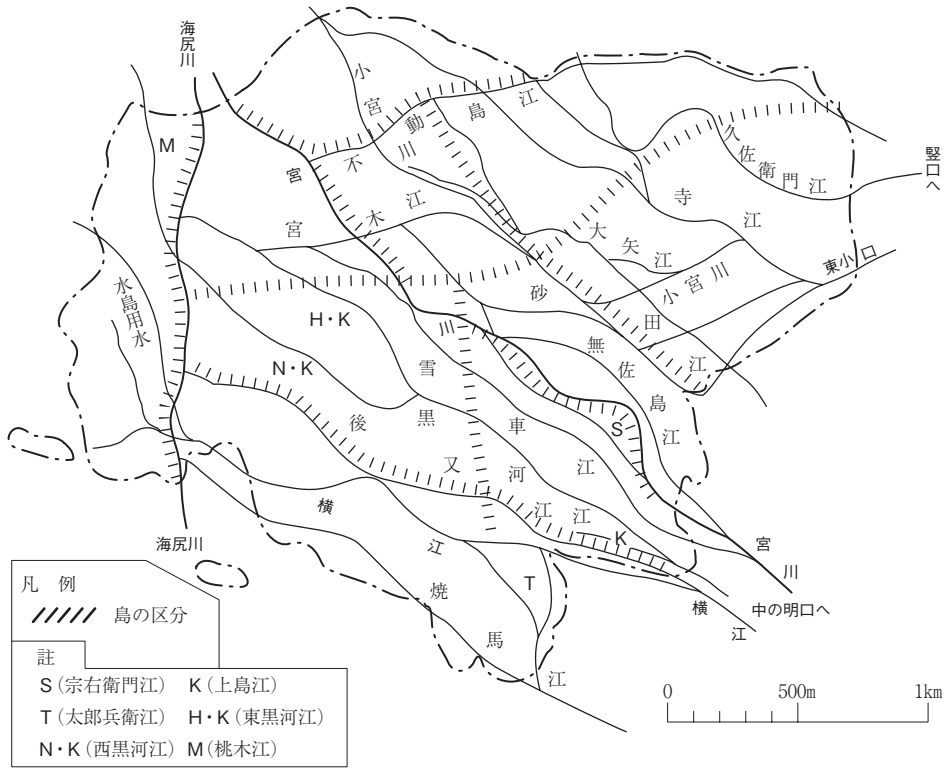 海尻川
小宮川
島江
不動
久佐衛門江
竪口へ
M
宮
寺江
木江
宮
大矢江
東小口
小宮川
水島用水
砂田江
H・K
川
無
佐島江
N・K
雪車江
後又江
黒河江
S
横江
K
宮川
海尻川
T
中の明口へ
焼馬江
横江
凡 例
島の区分
註
S(宗右衛門江) K(上島江)
T(太郎兵衛江) H・K(東黒河江)
N・K(西黒河江) M(桃木江)
0 500m 1km